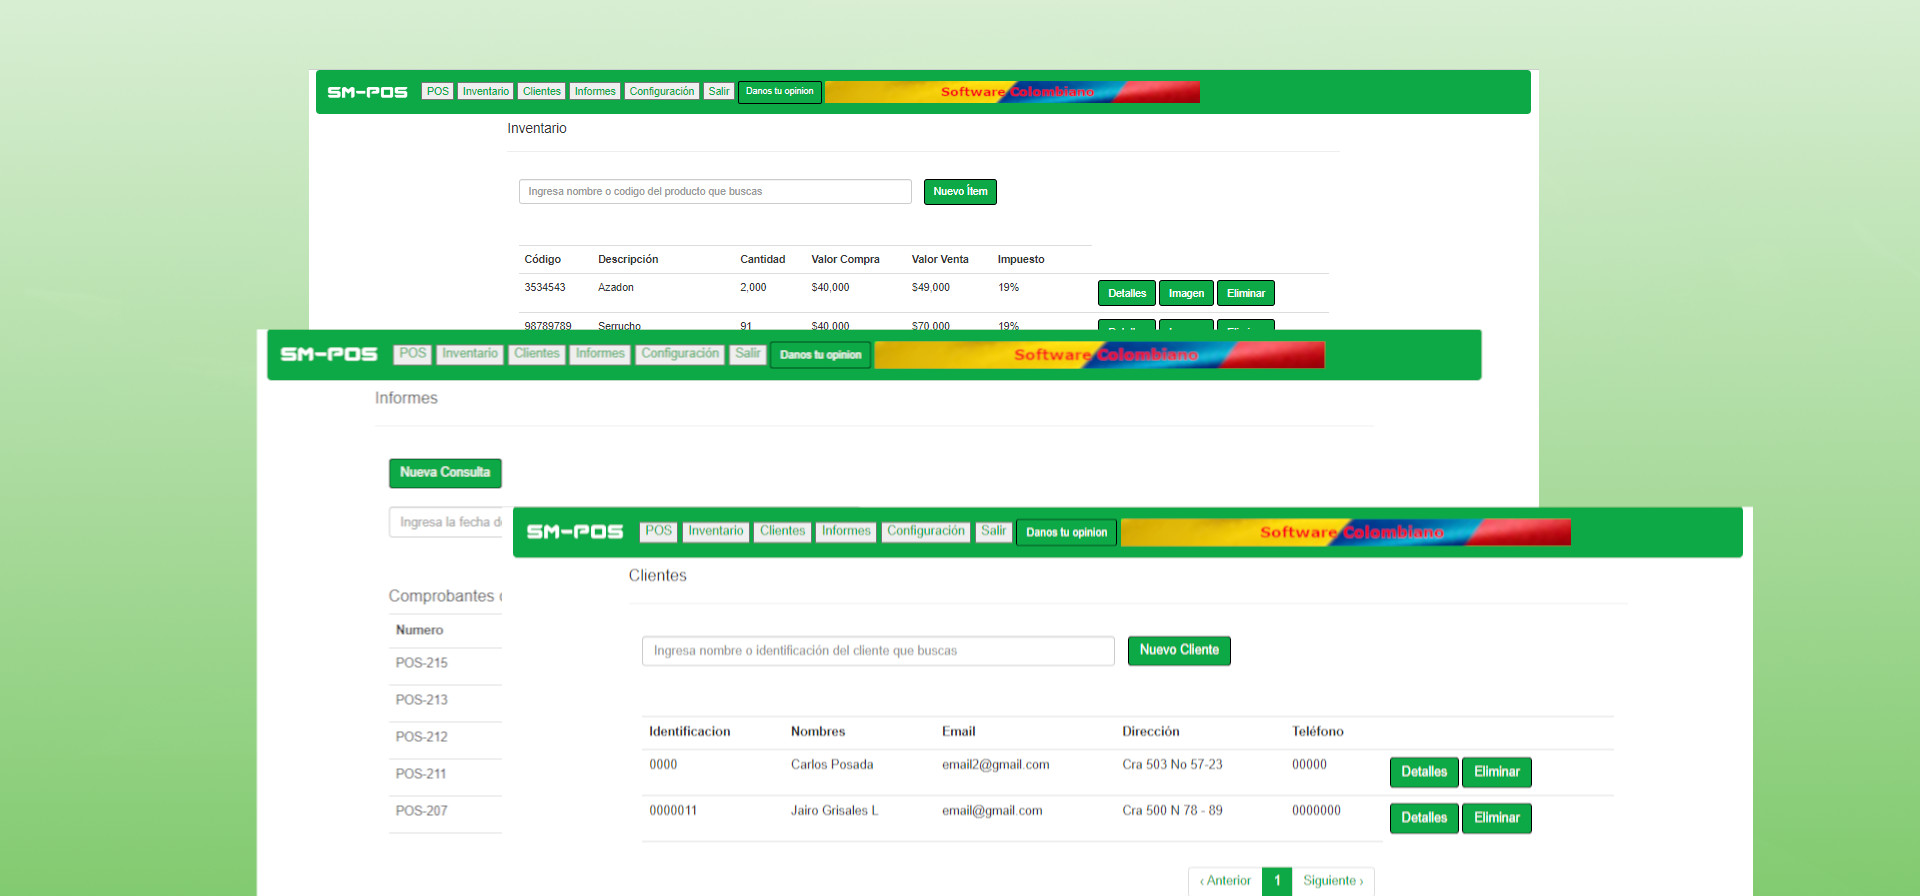 SM-POS POS Inventario Clientes Informes Configuración Salir Danos tu opinion Software Colombiano
Inventario
Ingresa nombre o codigo del producto que buscas Nuevo Ítem
Código Descripción Cantidad Valor Compra Valor Venta Impuesto
3534543 Azadon 2,000 $40,000 $49,000 19% Detalles Imagen Eliminar
98789789 Serrucho 91 $40,000 $70,000 19%
SM-POS POS Inventario Clientes Informes Configuración Salir Danos tu opinion Software Colombiano
Informes
Nueva Consulta
Ingresa la fecha d
Comprobantes
Numero
POS-215
POS-213
POS-212
POS-211
POS-207
SM-POS POS Inventario Clientes Informes Configuración Salir Danos tu opinion Software Colombiano
Clientes
Ingresa nombre o identificación del cliente que buscas Nuevo Cliente
Identificacion Nombres Email Dirección Teléfono
0000 Carlos Posada email2@gmail.com Cra 503 No 57-23 00000 Detalles Eliminar
0000011 Jairo Grisales L email@gmail.com Cra 500 N 78 - 89 0000000 Detalles Eliminar
‹ Anterior 1 Siguiente ›